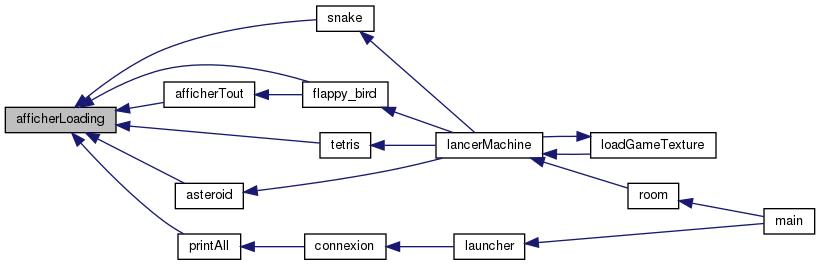 snake
afficherTout
flappy_bird
afficherLoading
tetris
lancerMachine
loadGameTexture
asteroid
room
main
printAll
connexion
launcher